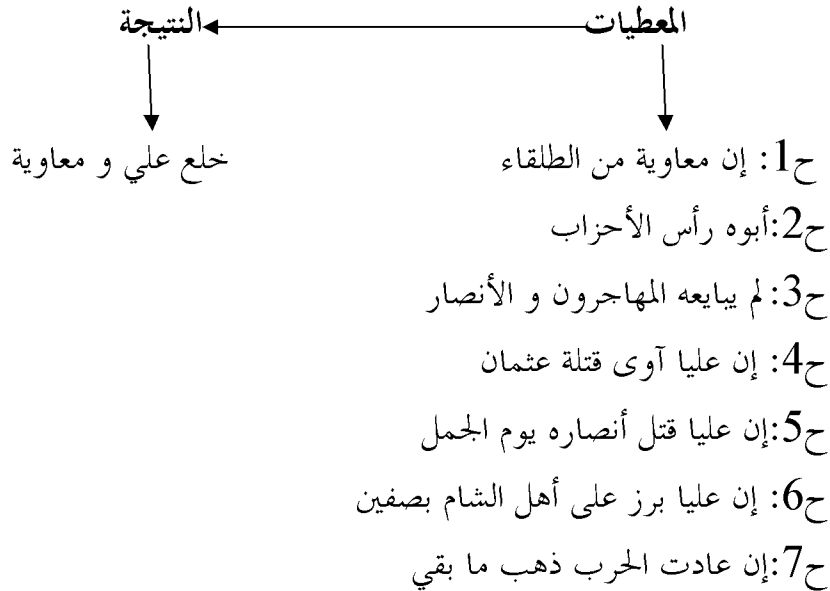 المعطيات النتيجة
ح1: إن معاوية من الطلقاء خلع علي و معاوية
ح2:أبوه رأس الأحزاب
ح3: لم يبايعه المهاجرون و الأنصار
ح4: إن عليا آوى قتلة عثمان
ح5:إن عليا قتل أنصاره يوم الجمل
ح6: إن عليا برز على أهل الشام بصفين
ح7:إن عادت الحرب ذهب ما بقي